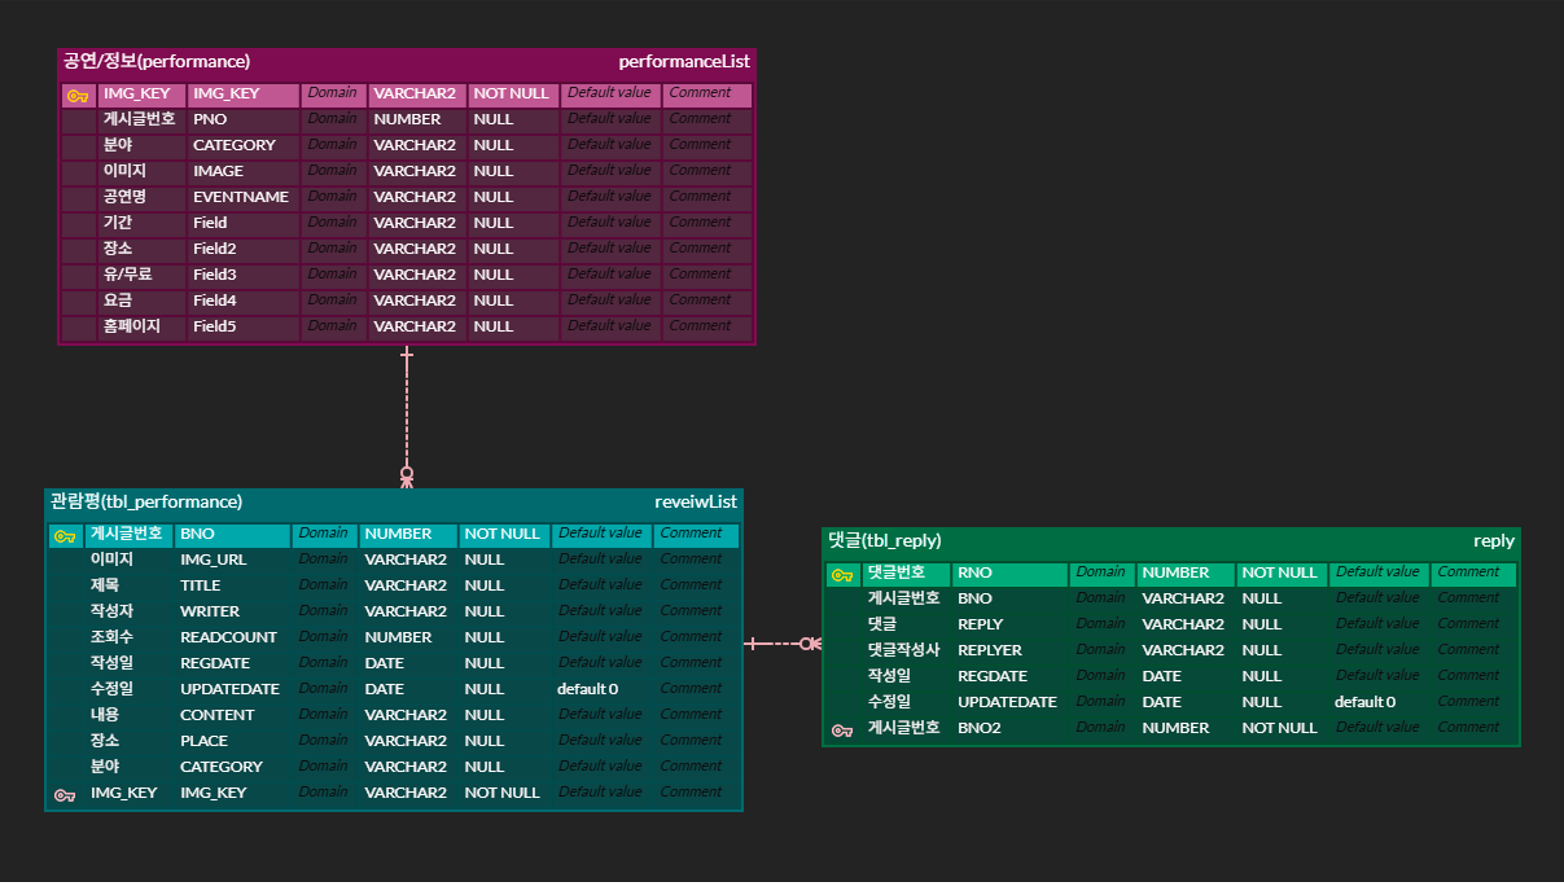 공연/정보(performance) performanceList
IMG_KEY IMG_KEY Domain VARCHAR2 NOT NULL Default value Comment
게시글번호 PNO Domain NUMBER NULL Default value Comment
분야 CATEGORY Domain VARCHAR2 NULL Default value Comment
이미지 IMAGE Domain VARCHAR2 NULL Default value Comment
공연명 EVENTNAME Domain VARCHAR2 NULL Default value Comment
기간 Field Domain VARCHAR2 NULL Default value Comment
장소 Field2 Domain VARCHAR2 NULL Default value Comment
유/무료 Field3 Domain VARCHAR2 NULL Default value Comment
요금 Field4 Domain VARCHAR2 NULL Default value Comment
홈페이지 Field5 Domain VARCHAR2 NULL Default value Comment
관람평(tbl_performance) reveiwList
게시글번호 BNO Domain NUMBER NOT NULL Default value Comment
이미지 IMG_URL Domain VARCHAR2 NULL Default value Comment
제목 TITLE Domain VARCHAR2 NULL Default value Comment
작성자 WRITER Domain VARCHAR2 NULL Default value Comment
조회수 READCOUNT Domain NUMBER NULL Default value Comment
작성일 REGDATE Domain DATE NULL Default value Comment
수정일 UPDATEDATE Domain DATE NULL default 0 Comment
내용 CONTENT Domain VARCHAR2 NULL Default value Comment
장소 PLACE Domain VARCHAR2 NULL Default value Comment
분야 CATEGORY Domain VARCHAR2 NULL Default value Comment
IMG_KEY IMG_KEY Domain VARCHAR2 NOT NULL Default value Comment
댓글(tbl_reply) reply
댓글번호 RNO Domain NUMBER NOT NULL Default value Comment
게시글번호 BNO Domain VARCHAR2 NULL Default value Comment
댓글 REPLY Domain VARCHAR2 NULL Default value Comment
댓글작성사 REPLYER Domain VARCHAR2 NULL Default value Comment
작성일 REGDATE Domain DATE NULL Default value Comment
수정일 UPDATEDATE Domain DATE NULL default 0 Comment
게시글번호 BNO2 Domain NUMBER NOT NULL Default value Comment